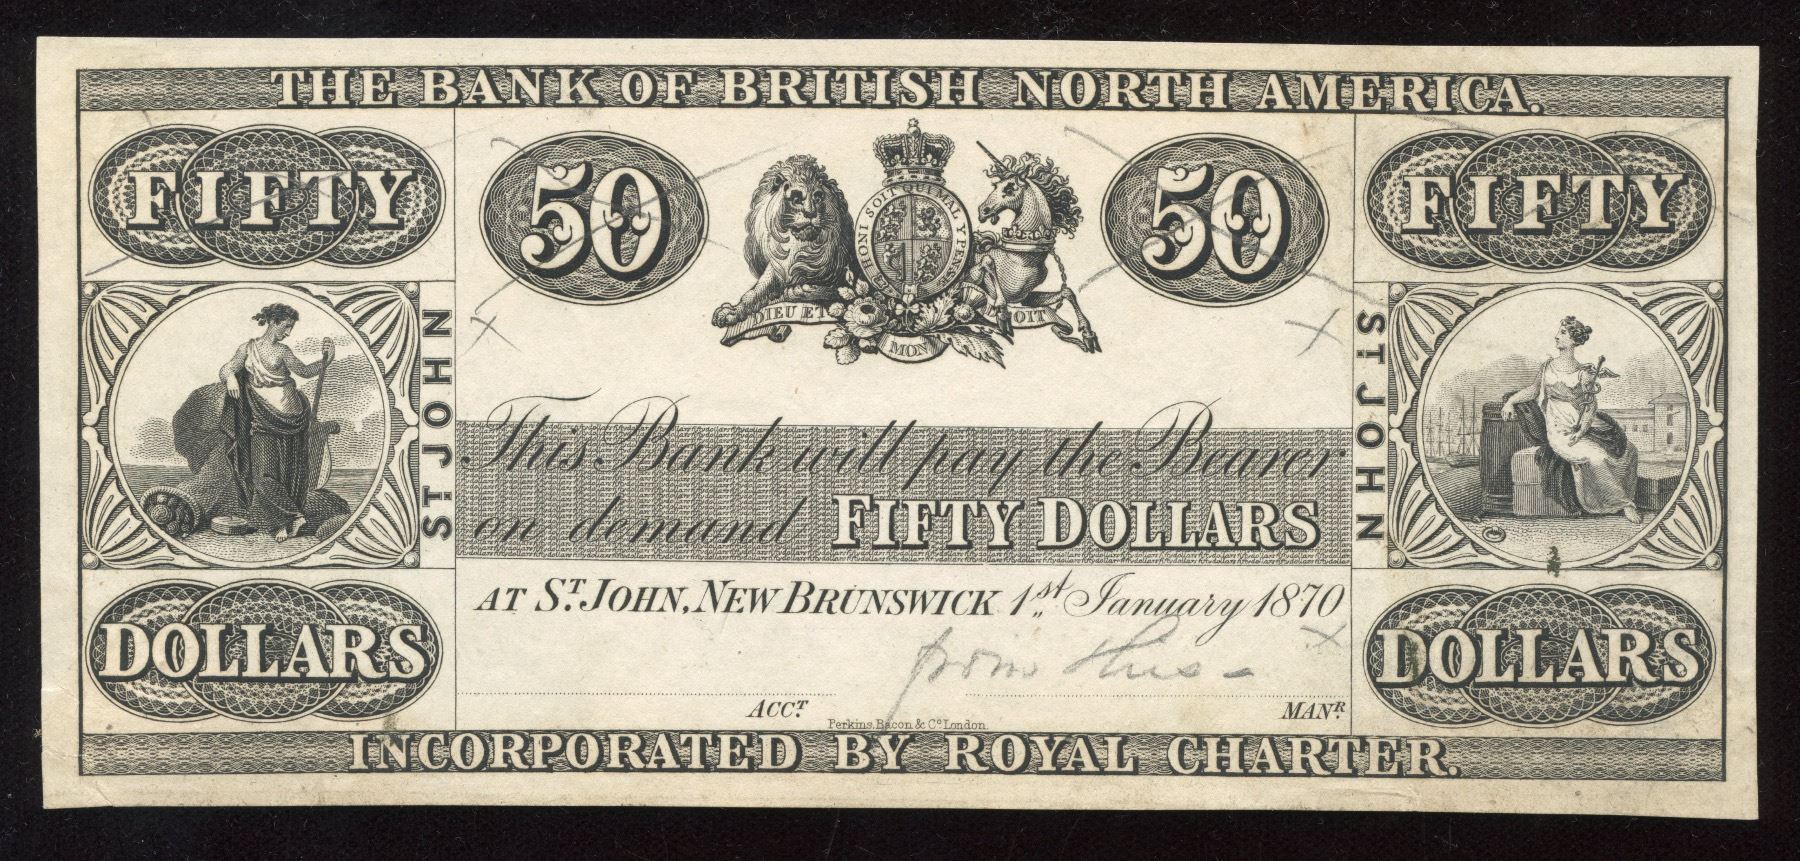 THE BANK OF BRITISH NORTH AMERICA.
FIFTY
50
50
FIFTY
HONI SOIT QUI MAL Y PENSE
DIEU ET
MON
DROIT
ST JOHN
ST JOHN
This Bank will pay the Bearer
on demand FIFTY DOLLARS
AT ST. JOHN, NEW BRUNSWICK 1st January 1870
from this -
DOLLARS
DOLLARS
ACCT.
MANR.
Perkins, Bacon & Co London.
INCORPORATED BY ROYAL CHARTER.